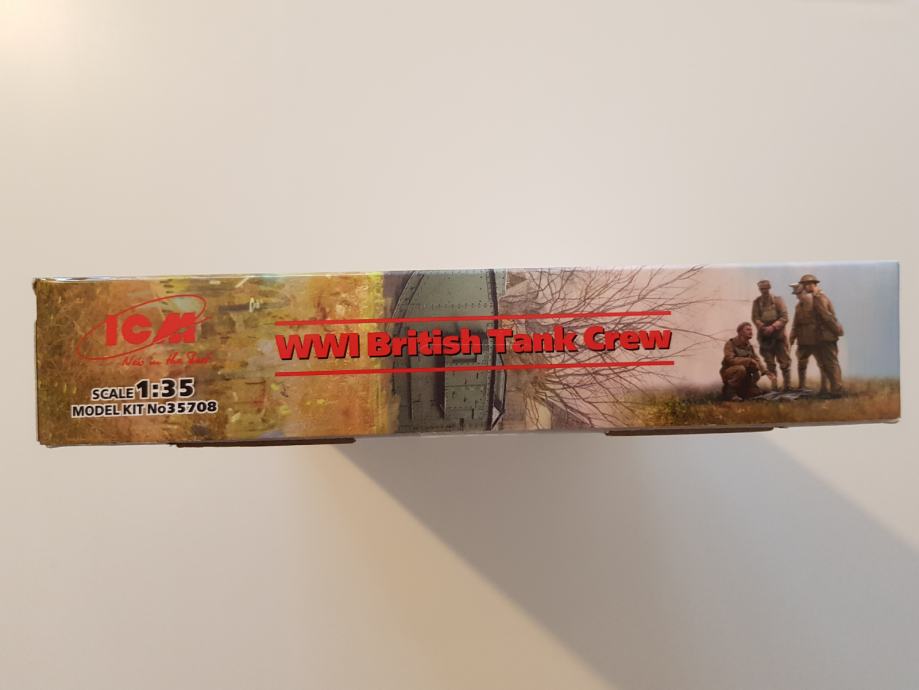 ICM
SCALE 1:35
MODEL KIT No35708
WWI British Tank Crew